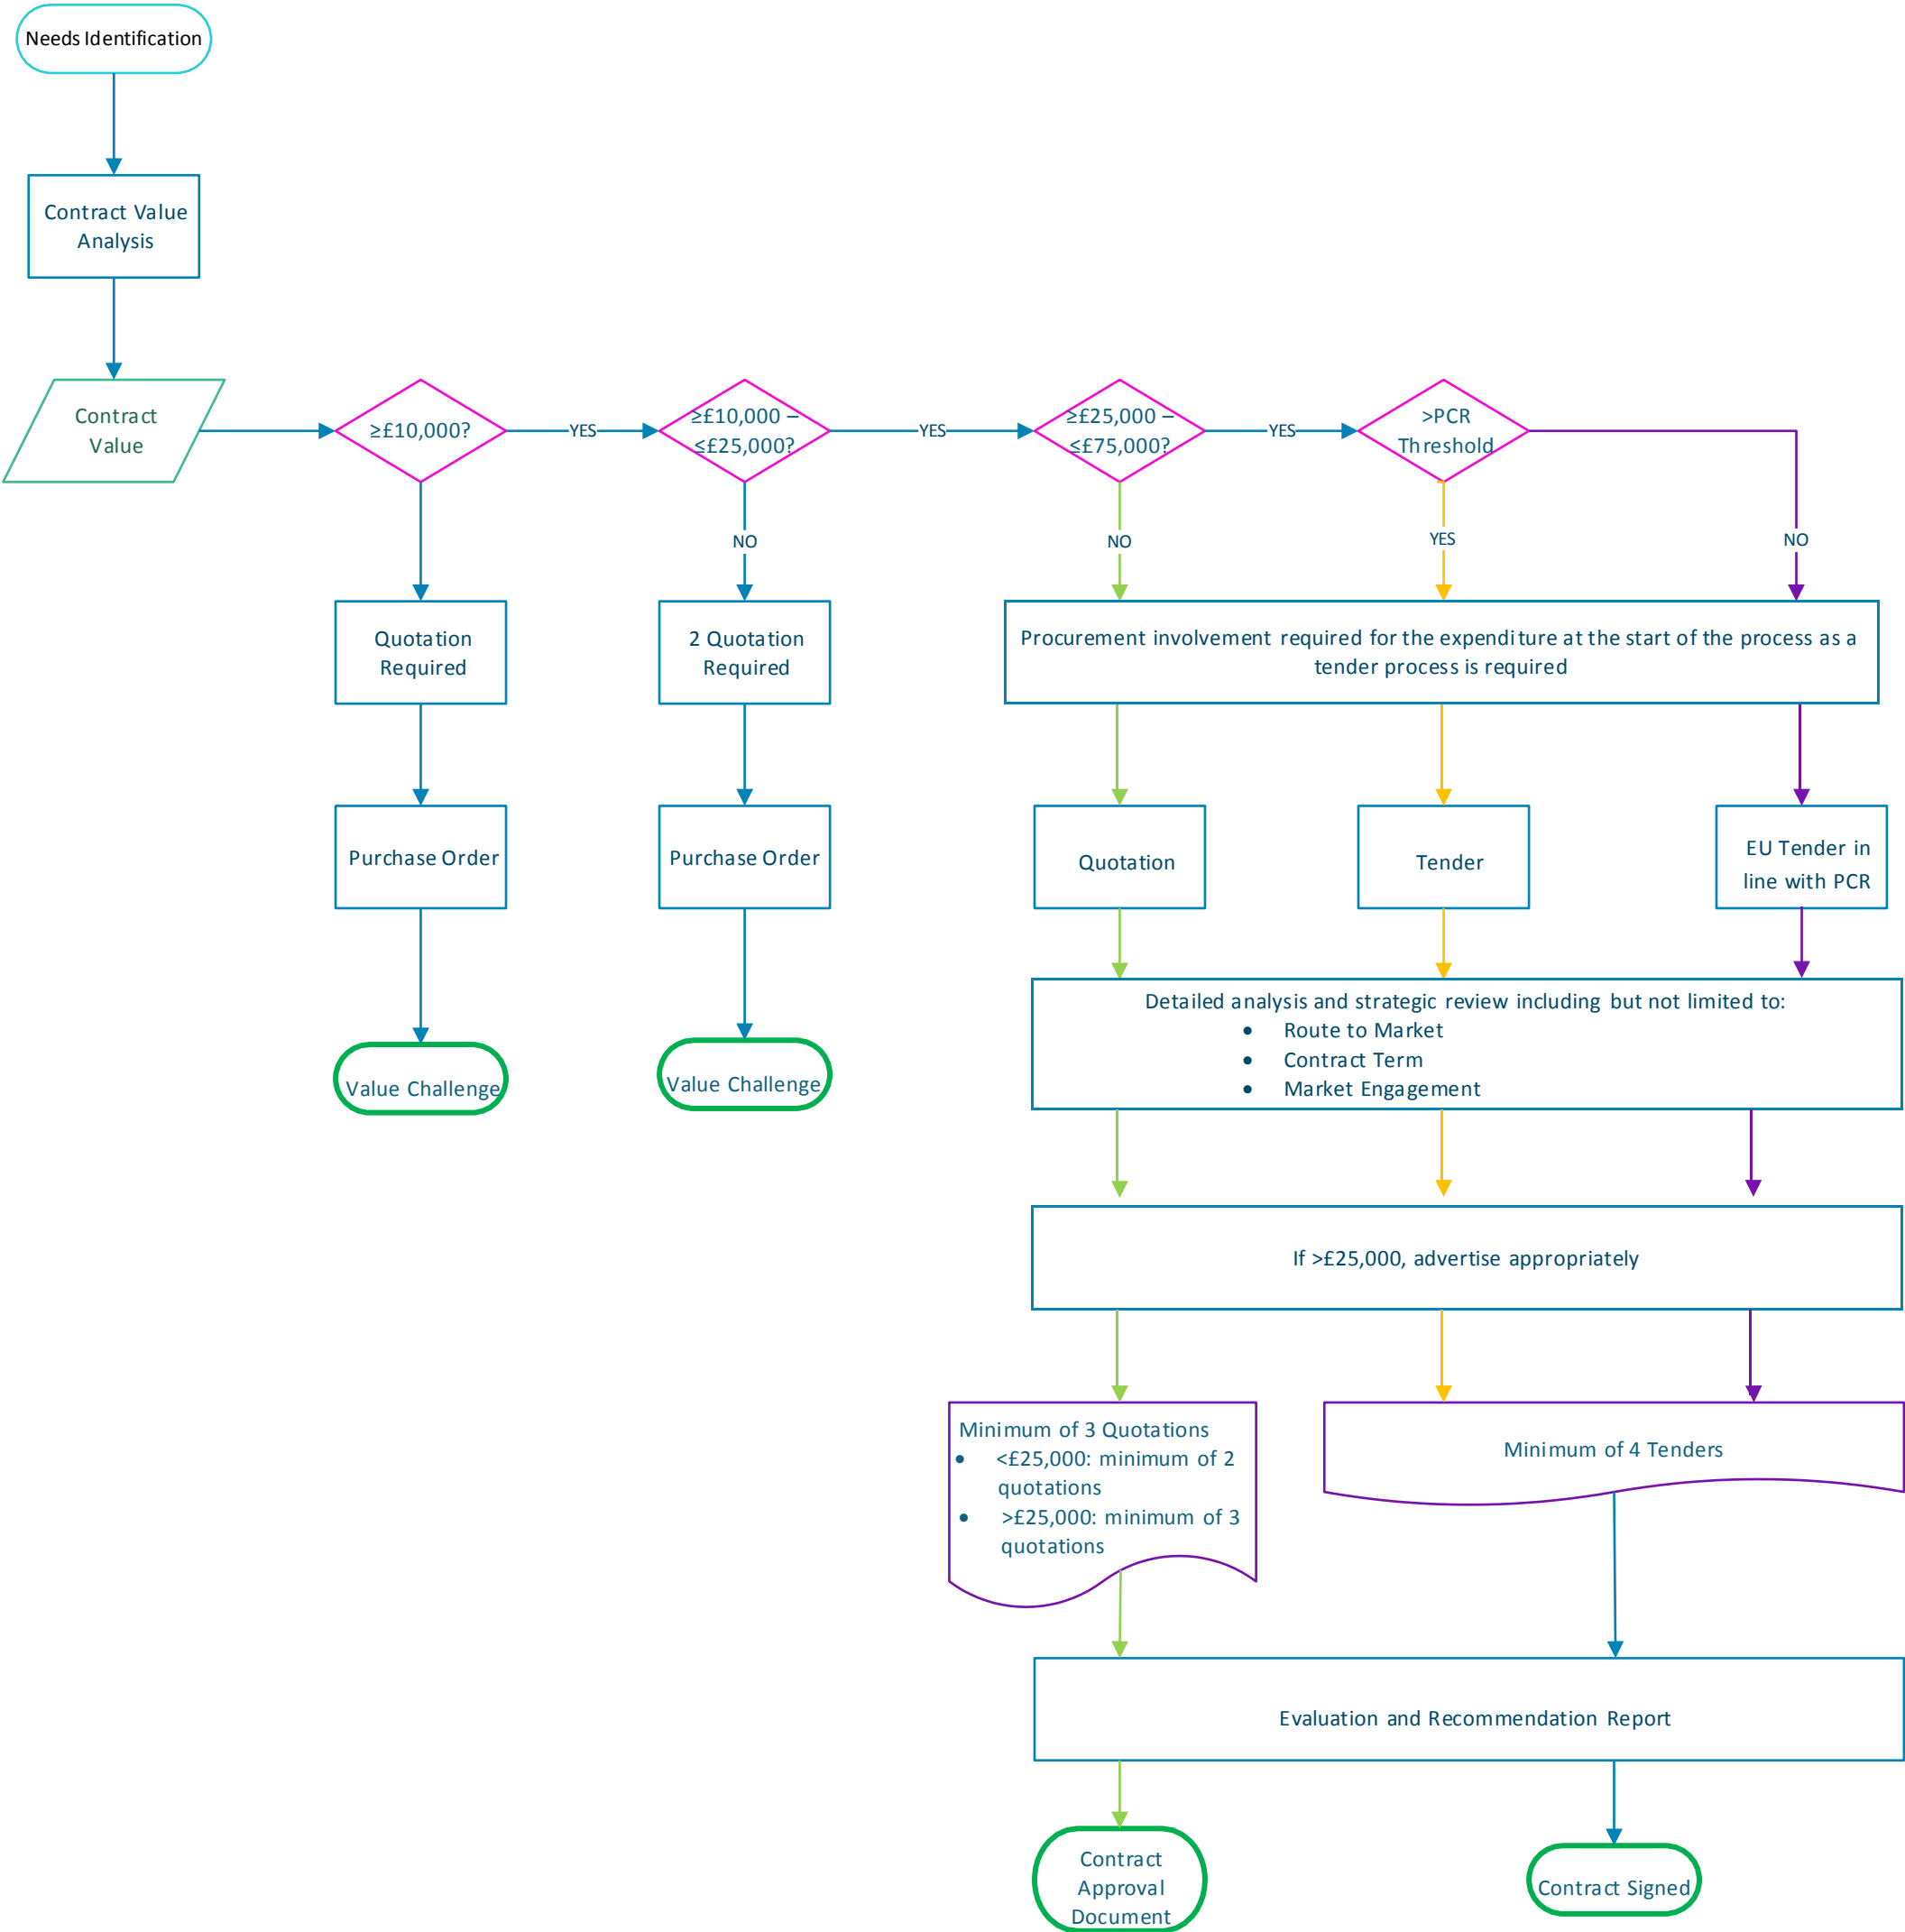 Needs Identification
Contract Value
Analysis
Contract
Value
≥£10,000?
YES
≥£10,000 –
≤£25,000?
YES
≥£25,000 –
≤£75,000?
YES
>PCR
Threshold
NO
NO
YES
NO
Quotation
Required
2 Quotation
Required
Procurement involvement required for the expenditure at the start of the process as a
tender process is required
Purchase Order
Purchase Order
Quotation
Tender
EU Tender in
line with PCR
Value Challenge
Value Challenge
Detailed analysis and strategic review including but not limited to:
• Route to Market
• Contract Term
• Market Engagement
If >£25,000, advertise appropriately
Minimum of 3 Quotations
• <£25,000: minimum of 2
quotations
• >£25,000: minimum of 3
quotations
Minimum of 4 Tenders
Evaluation and Recommendation Report
Contract
Approval
Document
Contract Signed